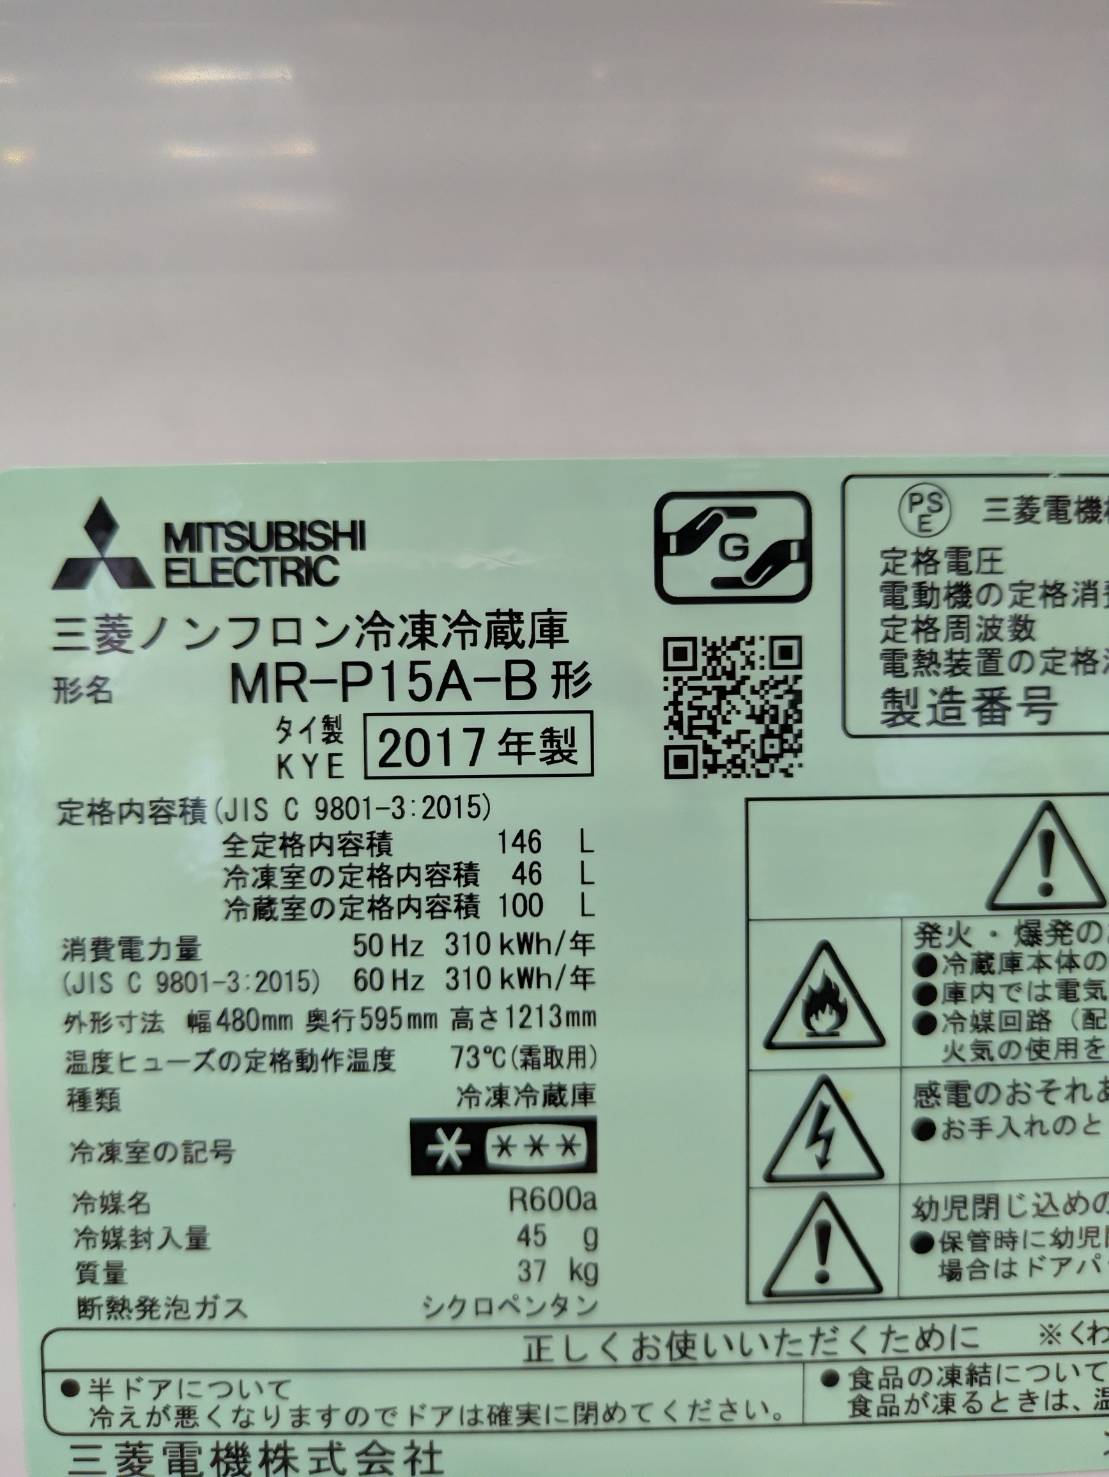 MITSUBISHI
ELECTRIC
三菱ノンフロン冷凍冷蔵庫
形名 MR-P15A-B 形
タイ製
KYE
2017 年製
定格内容積(JIS C 9801-3:2015)
全定格内容積 146 L
冷凍室の定格内容積 46 L
冷蔵室の定格内容積 100 L
消費電力量 50Hz 310kWh/年
(JIS C 9801-3:2015) 60Hz 310kWh/年
外形寸法 幅480mm 奥行595mm 高さ1213mm
温度ヒューズの定格動作温度 73℃(霜取用)
種類 冷凍冷蔵庫
冷凍室の記号 * ***
冷媒名 R600a
冷媒封入量 45 g
質量 37 kg
断熱発泡ガス シクロペンタン
G
PS
E
三菱電機
定格電圧
電動機の定格消
定格周波数
電熱装置の定格
製造番号
発火・爆発の
●冷蔵庫本体の
●庫内では電気
●冷媒回路（配
火気の使用を
感電のおそれ
●お手入れのと
幼児閉じ込めの
●保管時に幼児
場合はドアパ
正しくお使いいただくために ※くわ
●半ドアについて
冷えが悪くなりますのでドアは確実に閉めてください。
●食品の凍結について
食品が凍るときは、
三菱電機株式会社